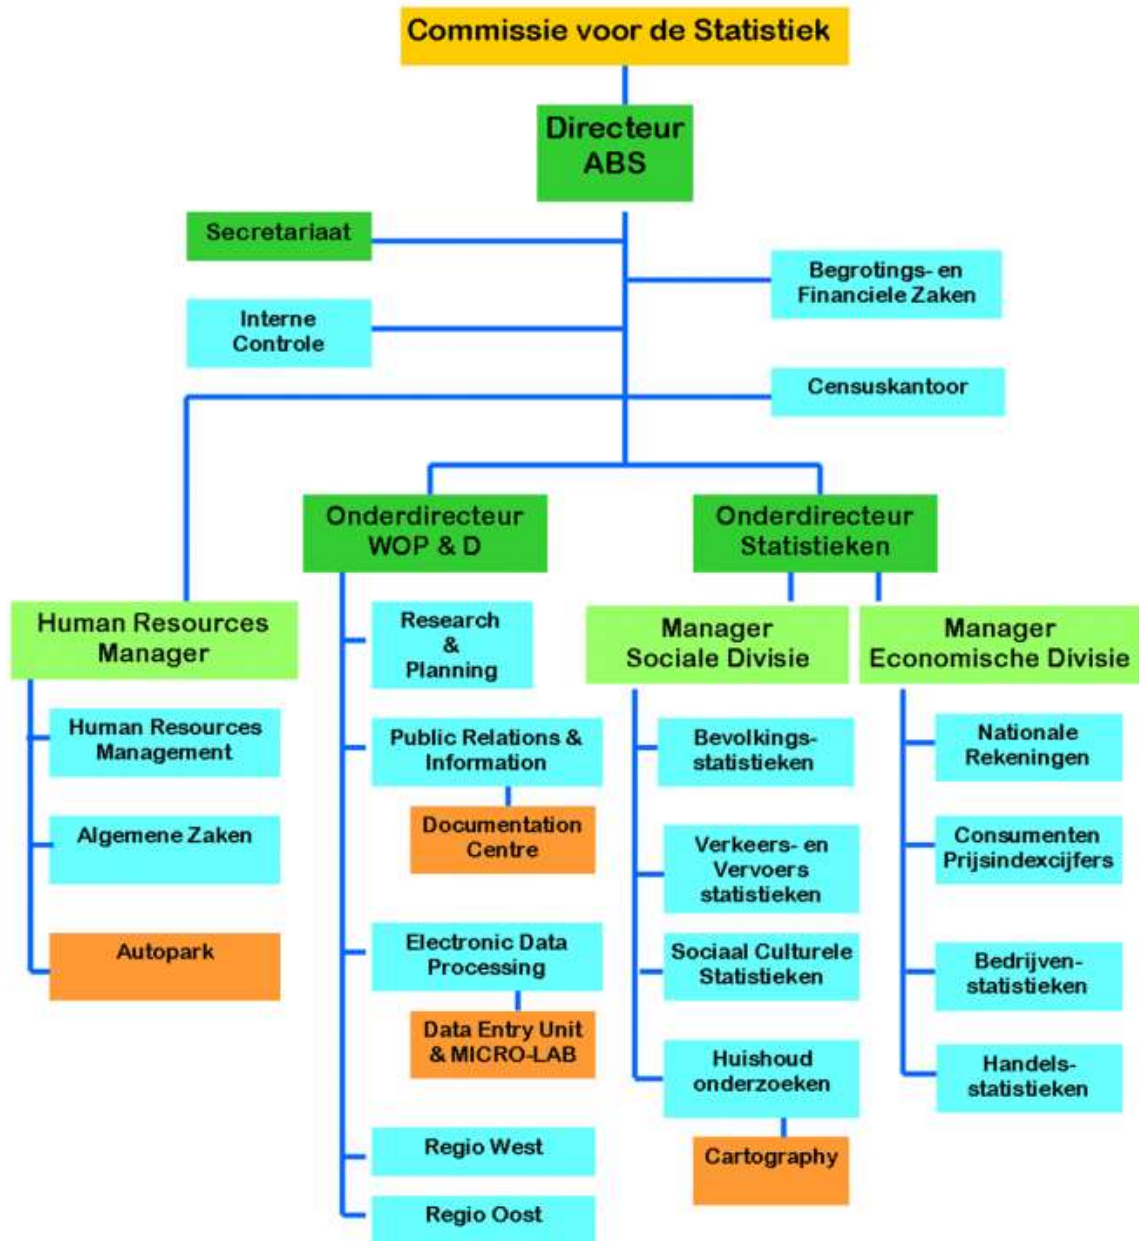 Commissie voor de Statistiek
Directeur
ABS
Secretariaat
Begrotings- en
Financiele Zaken
Interne
Controle
Censuskantoor
Onderdirecteur
WOP & D
Onderdirecteur
Statistieken
Human Resources
Manager
Human Resources
Management
Algemene Zaken
Autopark
Research
&
Planning
Public Relations &
Information
Documentation
Centre
Electronic Data
Processing
Data Entry Unit
& MICRO-LAB
Regio West
Regio Oost
Manager
Sociale Divisie
Bevolkings-
statistieken
Verkeers- en
Vervoers
statistieken
Sociaal Culturele
Statistieken
Huishoud
onderzoeken
Cartography
Manager
Economische Divisie
Nationale
Rekeningen
Consumenten
Prijsindexcijfers
Bedrijven-
statistieken
Handels-
statistieken